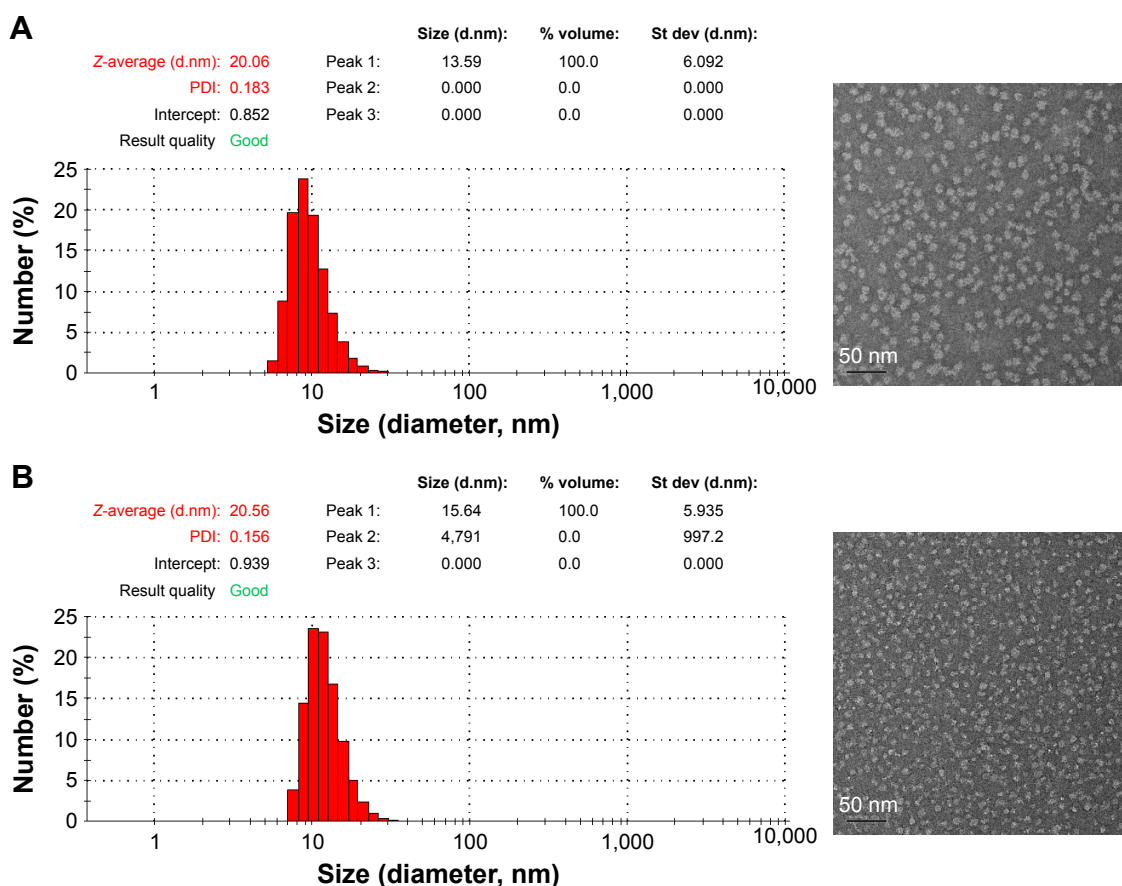 A
Size (d.nm): % volume: St dev (d.nm):
Z-average (d.nm): 20.06 Peak 1: 13.59 100.0 6.092
PDI: 0.183 Peak 2: 0.000 0.0 0.000
Intercept: 0.852 Peak 3: 0.000 0.0 0.000
Result quality Good
25
20
15
10
5
0
Number (%)
1 10 100 1,000 10,000
Size (diameter, nm)
50 nm
B
Size (d.nm): % volume: St dev (d.nm):
Z-average (d.nm): 20.56 Peak 1: 15.64 100.0 5.935
PDI: 0.156 Peak 2: 4,791 0.0 997.2
Intercept: 0.939 Peak 3: 0.000 0.0 0.000
Result quality Good
25
20
15
10
5
0
Number (%)
1 10 100 1,000 10,000
Size (diameter, nm)
50 nm